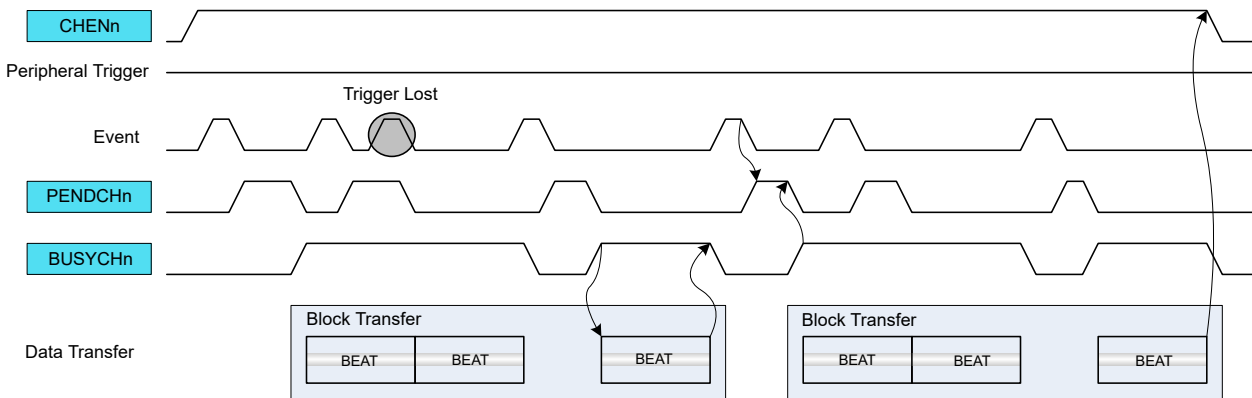 CHENn
Peripheral Trigger
Trigger Lost
Event
PENDCHn
BUSYCHn
Block Transfer
Block Transfer
Data Transfer
BEAT
BEAT
BEAT
BEAT
BEAT
BEAT